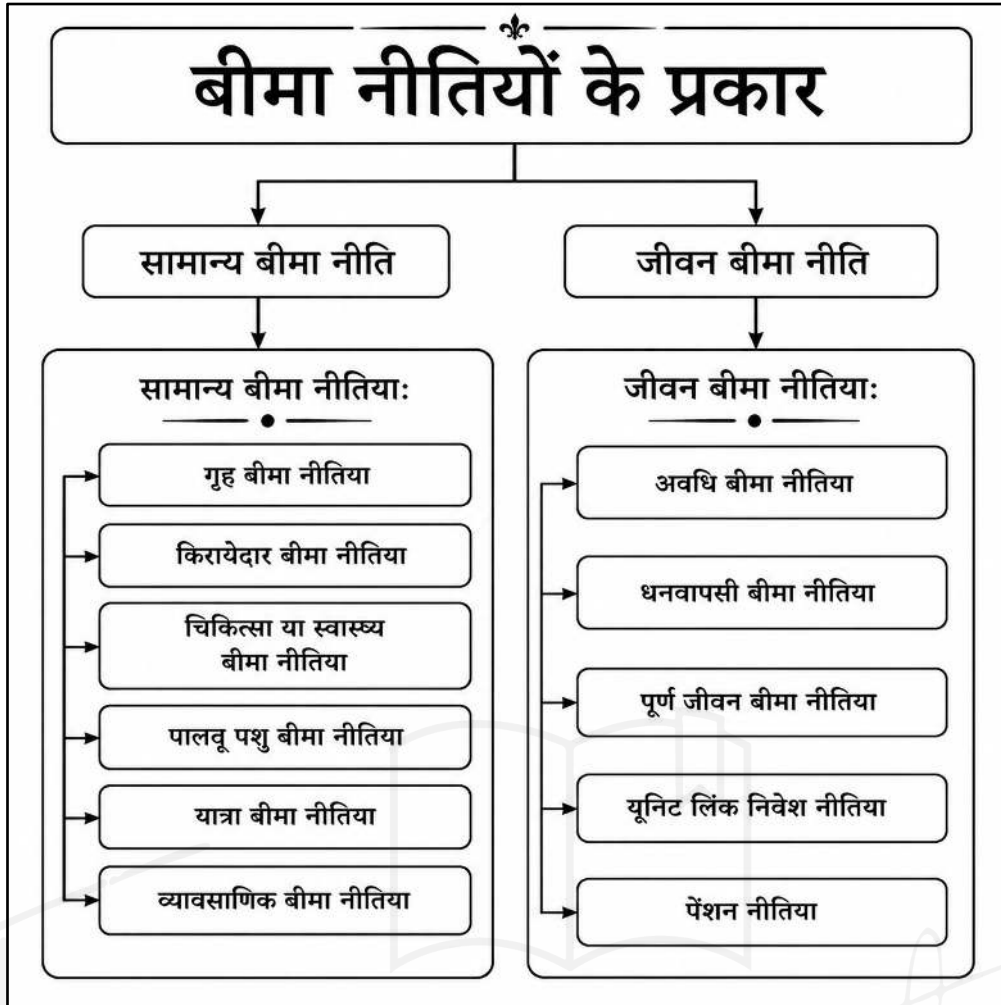 बीमा नीतियों के प्रकार
सामान्य बीमा नीति
जीवन बीमा नीति
सामान्य बीमा नीतिया:
गृह बीमा नीतिया
किरायेदार बीमा नीतिया
चिकित्सा या स्वास्थ्य
बीमा नीतिया
पालवू पशु बीमा नीतिया
यात्रा बीमा नीतिया
व्यावसाणिक बीमा नीतिया
जीवन बीमा नीतिया:
अवधि बीमा नीतिया
धनवापसी बीमा नीतिया
पूर्ण जीवन बीमा नीतिया
यूनिट लिंक निवेश नीतिया
पेंशन नीतिया